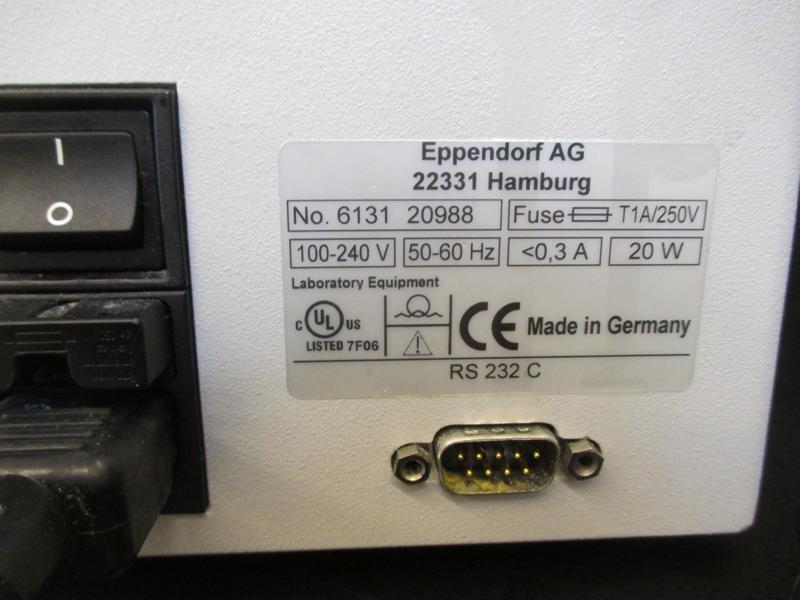 Eppendorf AG
22331 Hamburg
No. 6131 20988 Fuse T1A/250V
100-240 V 50-60 Hz <0,3 A 20 W
Laboratory Equipment
C UL US
LISTED 7F06
CE Made in Germany
RS 232 C
I
O